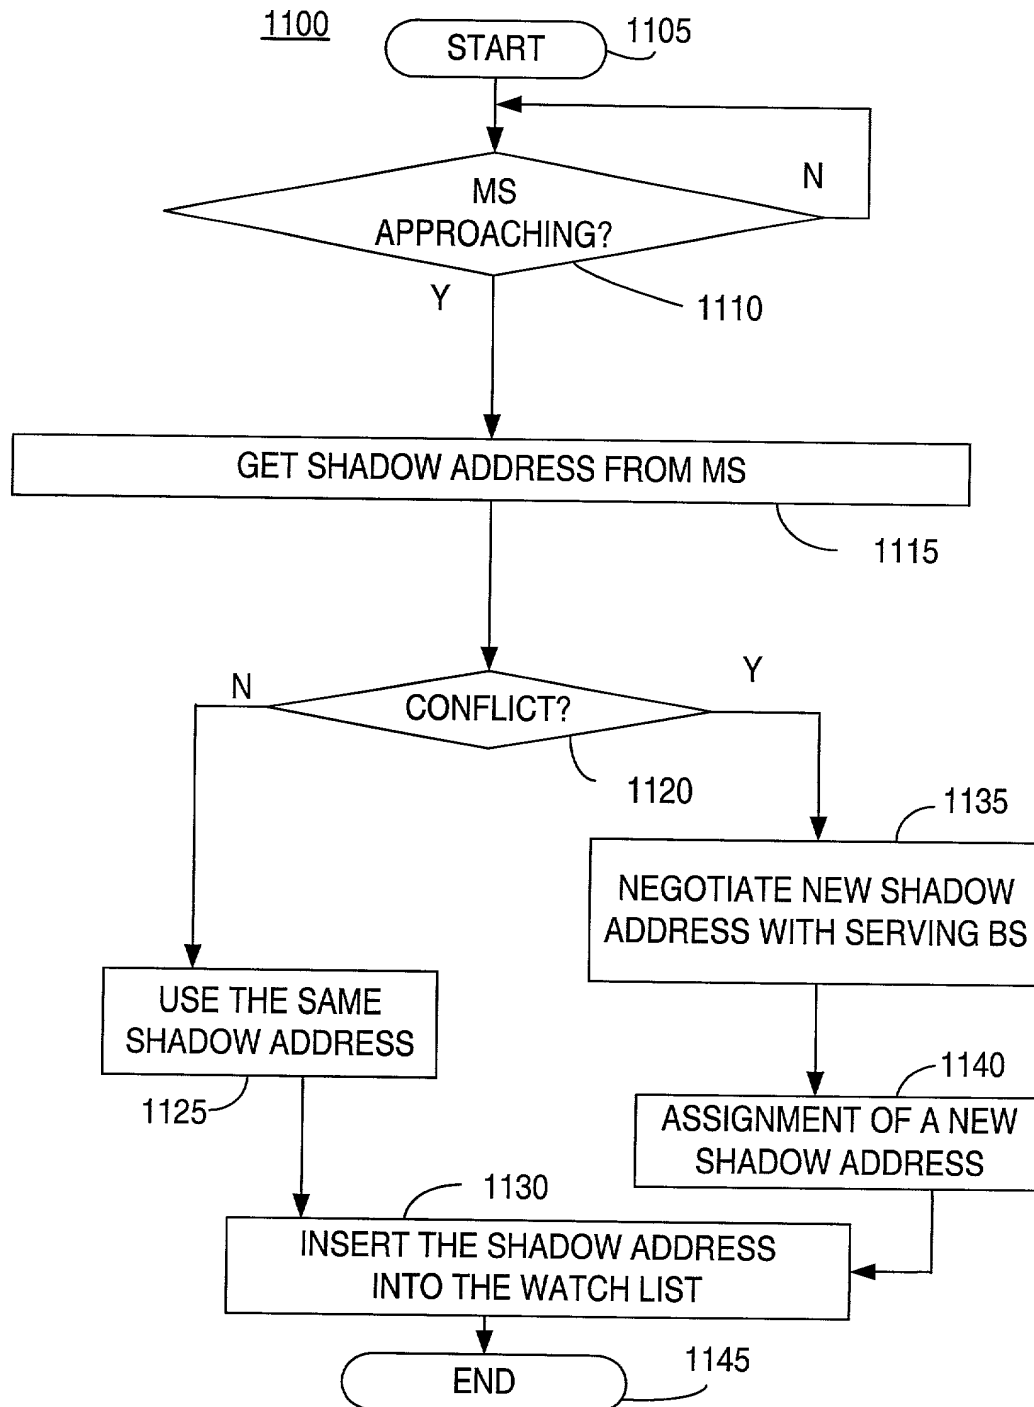 1100
START
1105
N
MS
APPROACHING?
Y
1110
GET SHADOW ADDRESS FROM MS
1115
N
Y
CONFLICT?
1120
1135
NEGOTIATE NEW SHADOW
ADDRESS WITH SERVING BS
USE THE SAME
SHADOW ADDRESS
1125
1140
ASSIGNMENT OF A NEW
SHADOW ADDRESS
1130
INSERT THE SHADOW ADDRESS
INTO THE WATCH LIST
END
1145